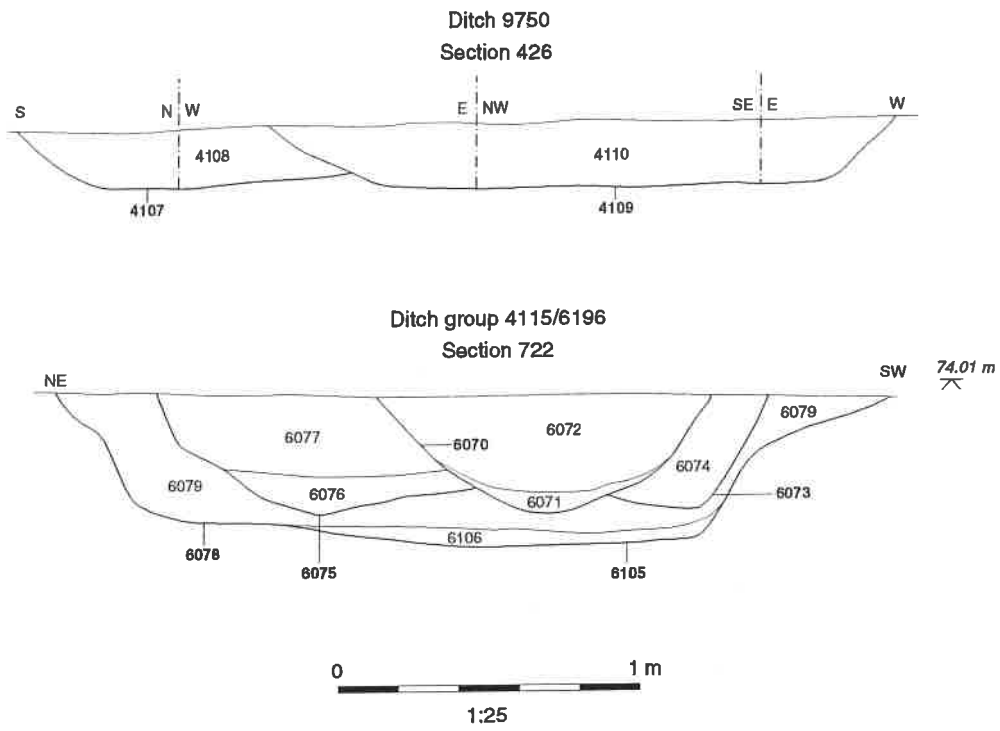 Ditch 9750
Section 426
S N W E NW SE E W
4108 4110
4107 4109
Ditch group 4115/6196
Section 722
NE SW 74.01 m
6077 6070 6072 6079
6079 6076 6071 6074 6073
6106
6078 6075 6105
0 1 m
1:25